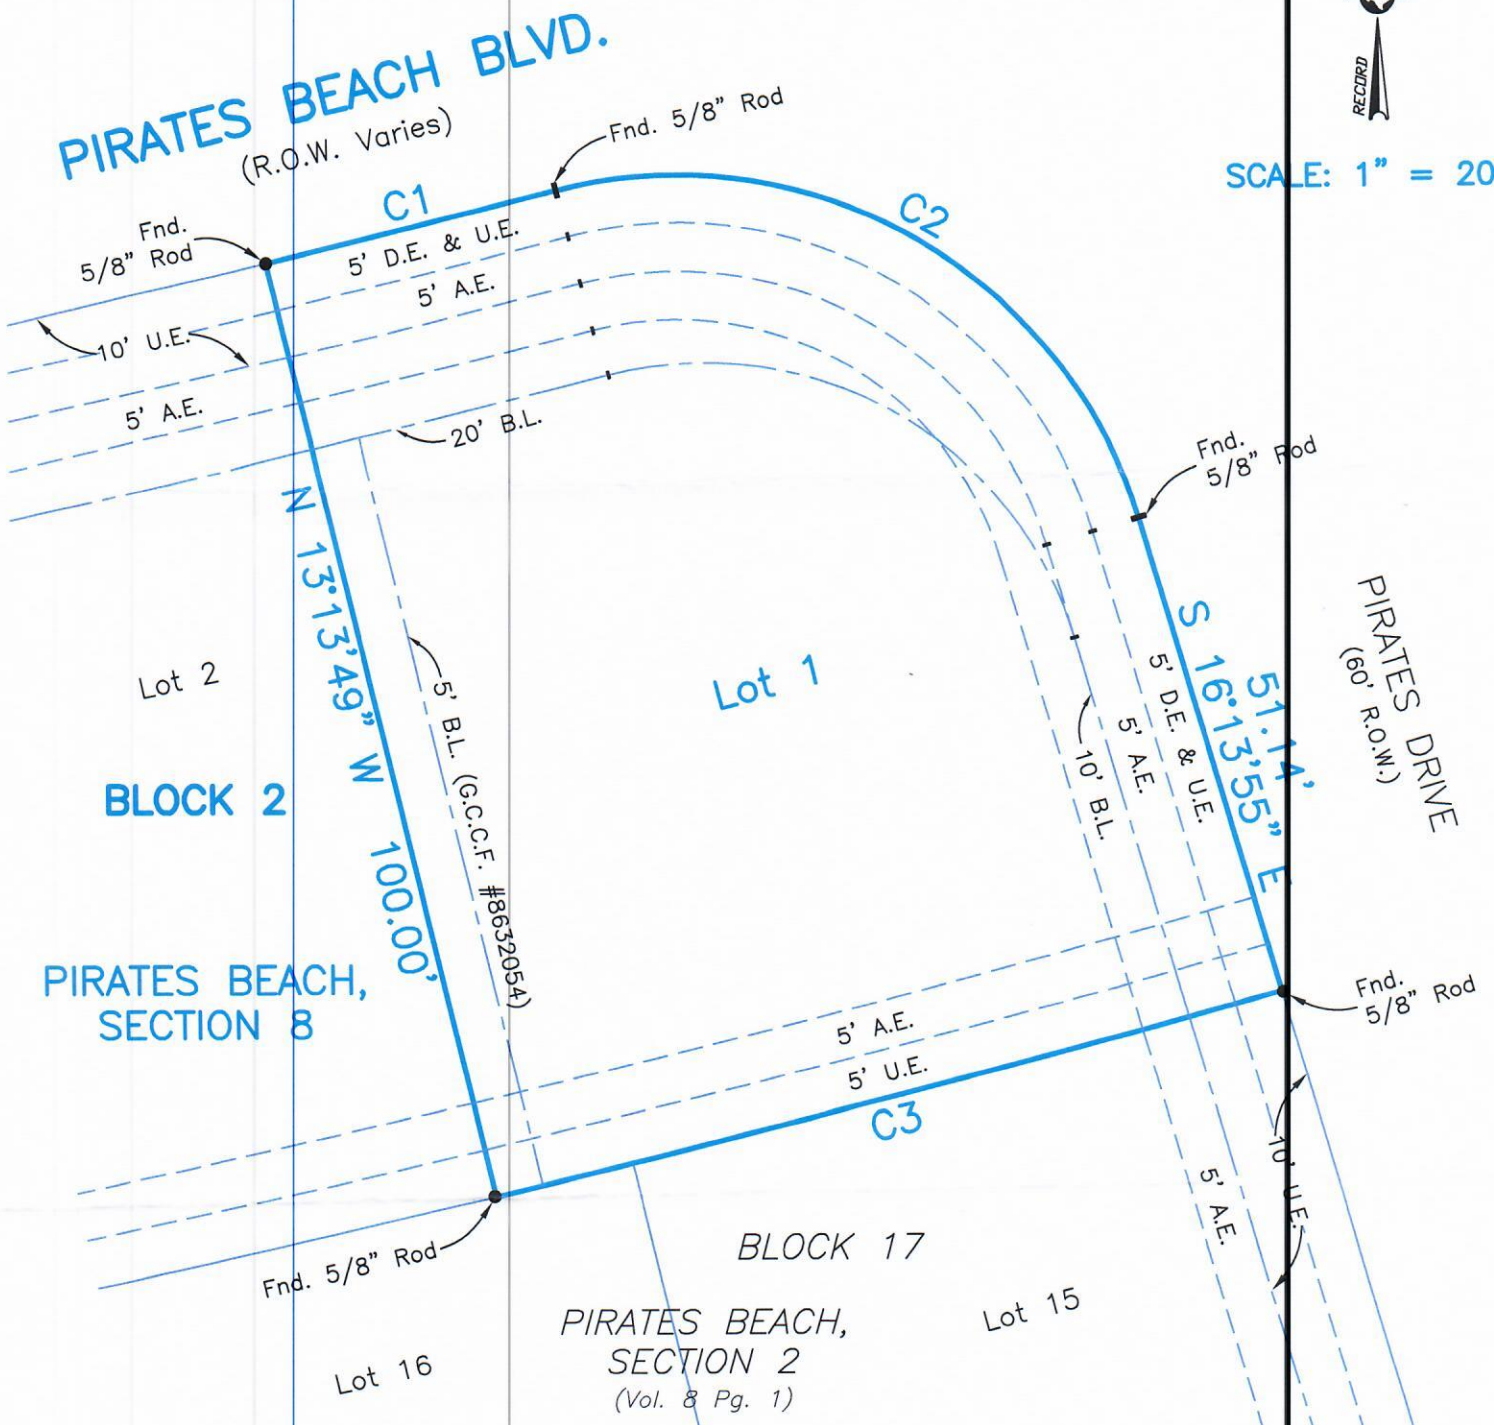 PIRATES BEACH BLVD.
(R.O.W. Varies)
RECORD
SCALE: 1" = 20
Fnd. 5/8" Rod
C1
C2
Fnd.
5/8" Rod
5' D.E. & U.E.
5' A.E.
10' U.E.
5' A.E.
20' B.L.
Fnd.
5/8" Rod
N 13°13'49" W 100.00'
5' B.L. (G.C.C.F. #8632054)
Lot 2
Lot 1
BLOCK 2
PIRATES BEACH,
SECTION 8
S 16°13'55" E
51.14'
5' D.E. & U.E.
5' A.E.
10' B.L.
PIRATES DRIVE
(60' R.O.W.)
Fnd.
5/8" Rod
5' A.E.
5' U.E.
C3
10' U.E.
5' A.E.
Fnd. 5/8" Rod
BLOCK 17
PIRATES BEACH,
SECTION 2
(Vol. 8 Pg. 1)
Lot 15
Lot 16